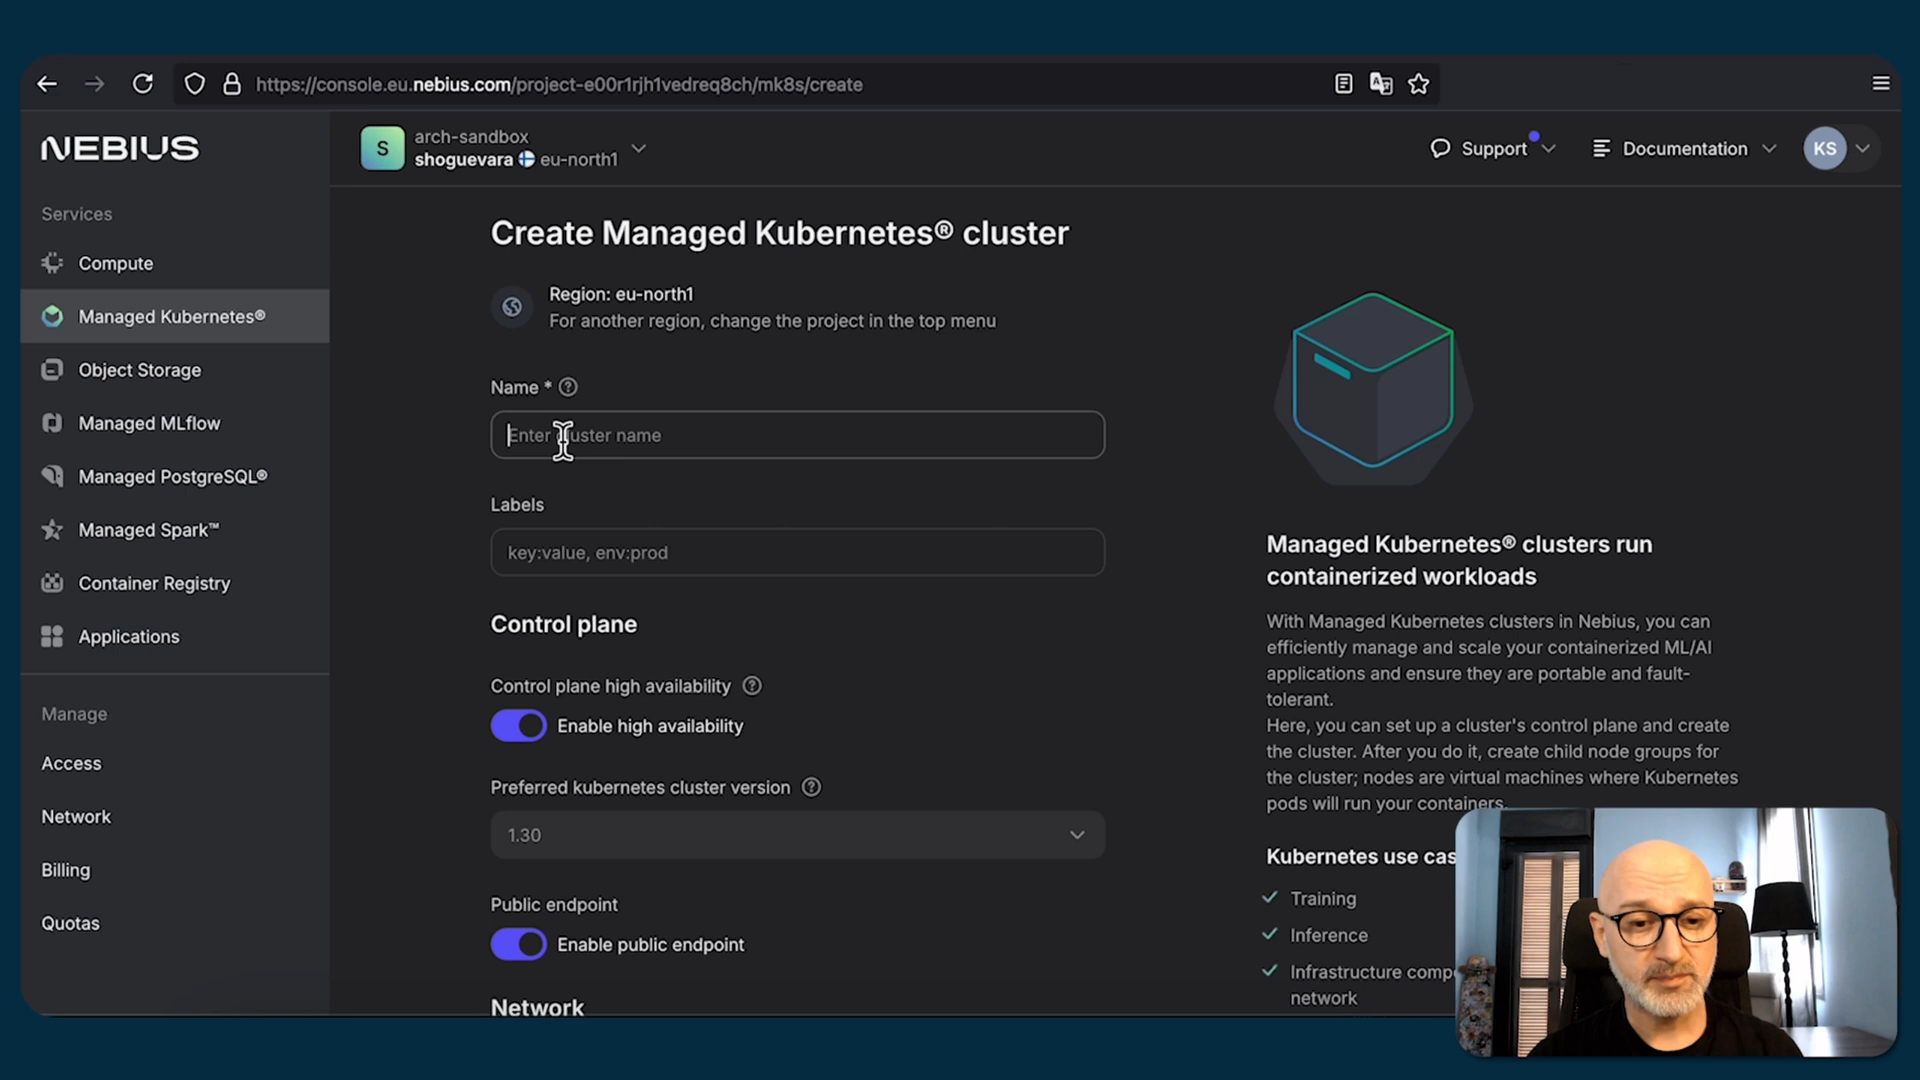 https://console.eu.nebius.com/project-e00r1rjh1vedreq8ch/mk8s/create
NEBIUS
S
arch-sandbox
shoguevara eu-north1
Support
Documentation
KS
Services
Compute
Managed Kubernetes®
Object Storage
Managed MLflow
Managed PostgreSQL®
Managed Spark™
Container Registry
Applications
Manage
Access
Network
Billing
Quotas
Create Managed Kubernetes® cluster
Region: eu-north1
For another region, change the project in the top menu
Name *
Enter cluster name
Labels
key:value, env:prod
Control plane
Control plane high availability
Enable high availability
Preferred kubernetes cluster version
1.30
Public endpoint
Enable public endpoint
Network
Managed Kubernetes® clusters run
containerized workloads
With Managed Kubernetes clusters in Nebius, you can
efficiently manage and scale your containerized ML/AI
applications and ensure they are portable and fault-
tolerant.
Here, you can set up a cluster's control plane and create
the cluster. After you do it, create child node groups for
the cluster; nodes are virtual machines where Kubernetes
pods will run your containers.
Kubernetes use cas
Training
Inference
Infrastructure comp
network